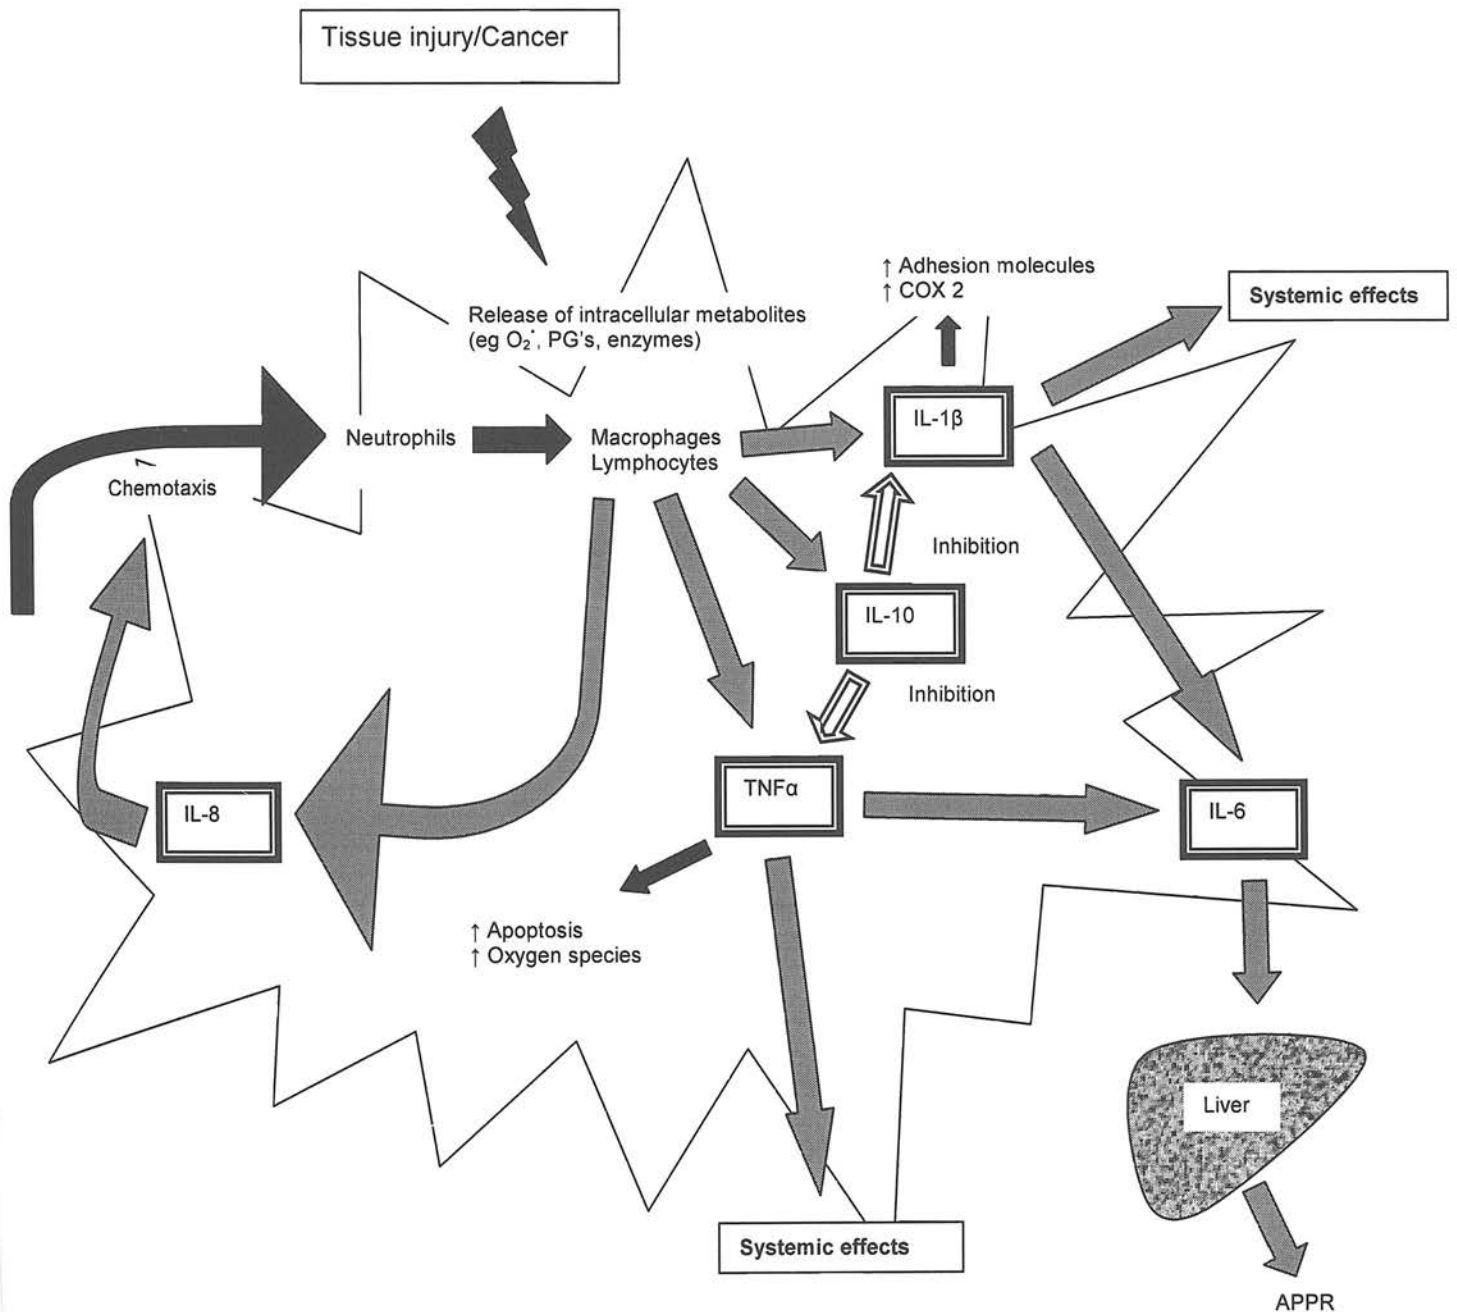 Tissue injury/Cancer
↑ Adhesion molecules
↑ COX 2
Systemic effects
Release of intracellular metabolites
(eg O₂˙, PG's, enzymes)
IL-1β
Neutrophils
Macrophages
Lymphocytes
Chemotaxis
Inhibition
IL-10
Inhibition
TNFα
IL-8
IL-6
↑ Apoptosis
↑ Oxygen species
Liver
Systemic effects
APPR